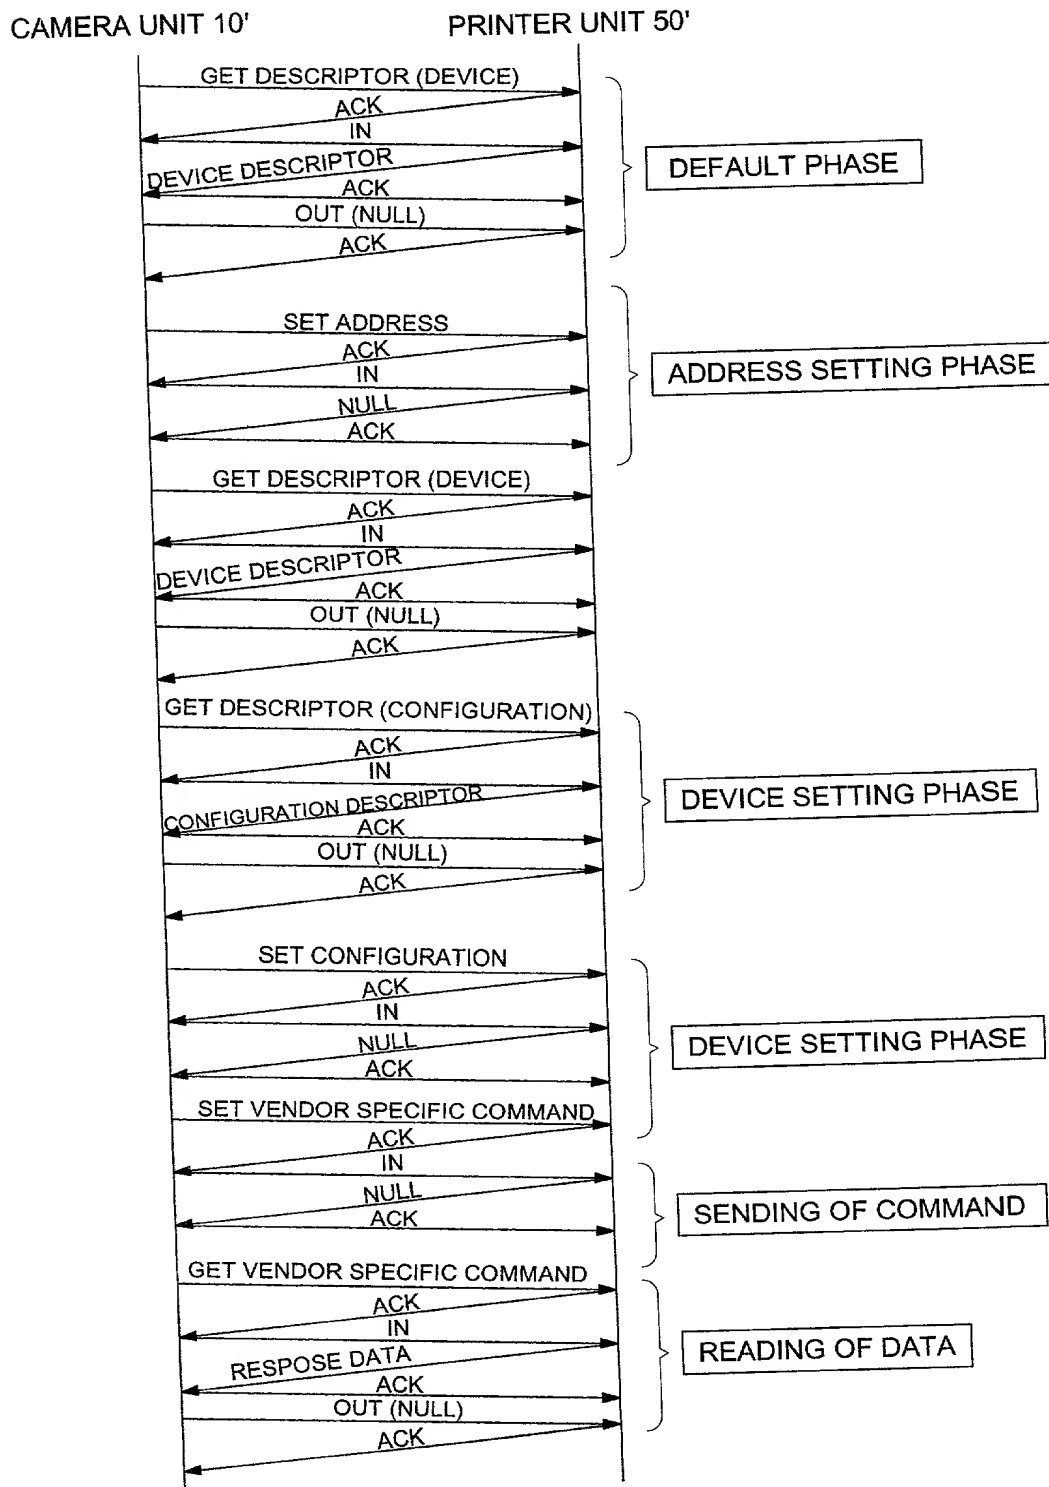 CAMERA UNIT 10' PRINTER UNIT 50'
GET DESCRIPTOR (DEVICE)
ACK
IN
DEVICE DESCRIPTOR
ACK
OUT (NULL)
ACK
DEFAULT PHASE
SET ADDRESS
ACK
IN
NULL
ACK
ADDRESS SETTING PHASE
GET DESCRIPTOR (DEVICE)
ACK
IN
DEVICE DESCRIPTOR
ACK
OUT (NULL)
ACK
GET DESCRIPTOR (CONFIGURATION)
ACK
IN
CONFIGURATION DESCRIPTOR
ACK
OUT (NULL)
ACK
DEVICE SETTING PHASE
SET CONFIGURATION
ACK
IN
NULL
ACK
DEVICE SETTING PHASE
SET VENDOR SPECIFIC COMMAND
ACK
IN
NULL
ACK
SENDING OF COMMAND
GET VENDOR SPECIFIC COMMAND
ACK
IN
RESPOSE DATA
ACK
OUT (NULL)
ACK
READING OF DATA